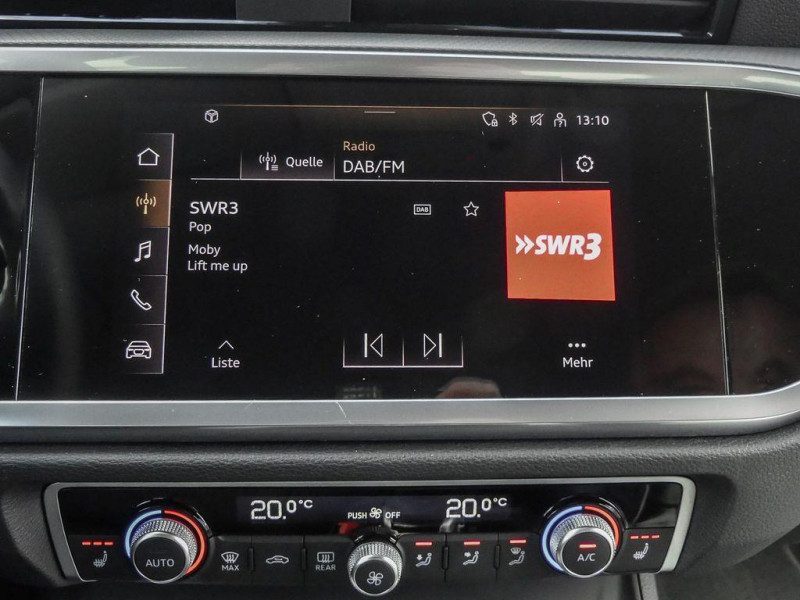 13:10
Radio
Quelle
DAB/FM
SWR3
DAB
Pop
Moby
Lift me up
»SWR3
Liste
Mehr
20.0°C
PUSH OFF
20.0°C
AUTO
MAX
REAR
A/C